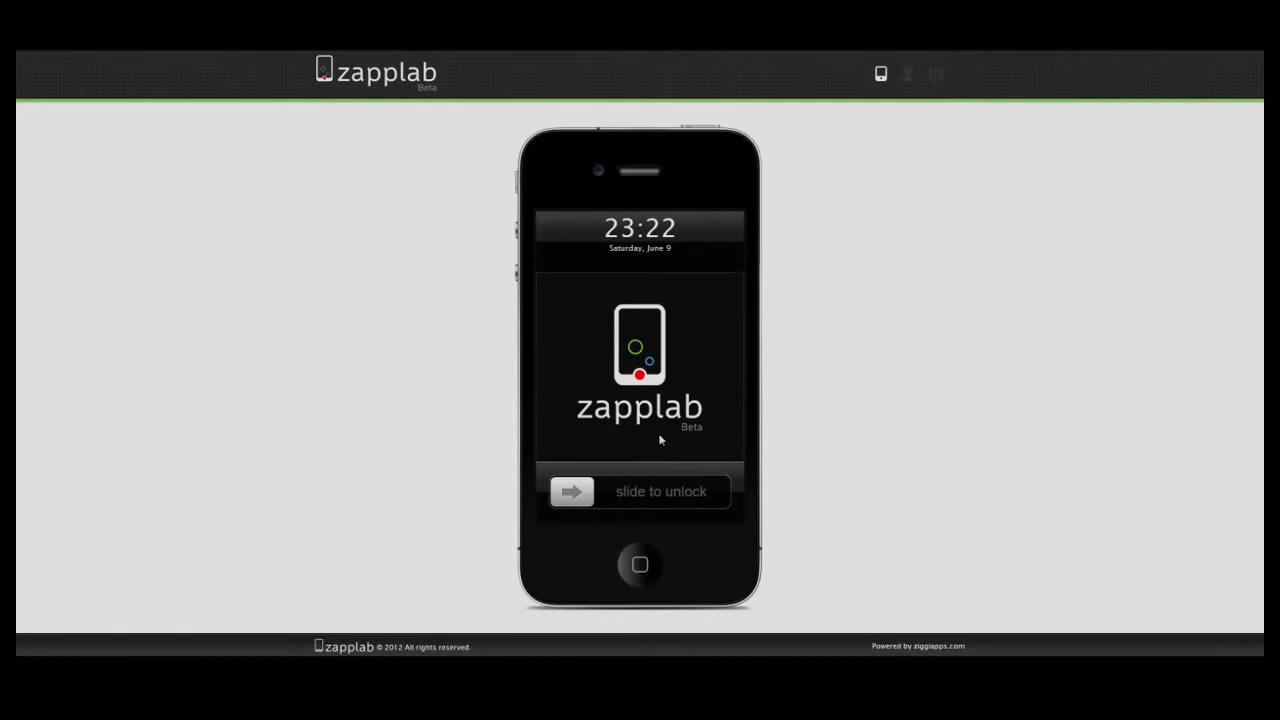 zapplab
Beta
23:22
Saturday, June 9
zapplab
Beta
slide to unlock
zapplab © 2012 All rights reserved.
Powered by ziggiapps.com